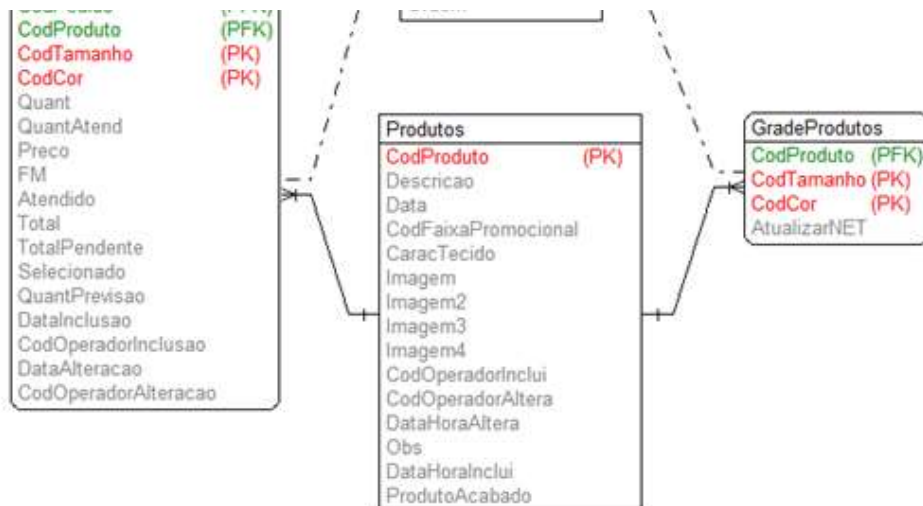 CodProduto (PFK)
CodTamanho (PK)
CodCor (PK)
Quant
QuantAtend
Preco
FM
Atendido
Total
TotalPendente
Selecionado
QuantPrevisao
DataInclusao
CodOperadorInclusao
DataAlteracao
CodOperadorAlteracao
Produtos
CodProduto (PK)
Descricao
Data
CodFaixaPromocional
CaracTecido
Imagem
Imagem2
Imagem3
Imagem4
CodOperadorInclui
CodOperadorAltera
DataHoraAltera
Obs
DataHoraInclui
ProdutoAcabado
GradeProdutos
CodProduto (PFK)
CodTamanho (PK)
CodCor (PK)
AtualizarNET